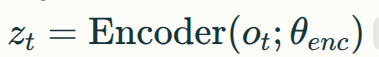 z_t = Encoder(o_t; θ_enc)